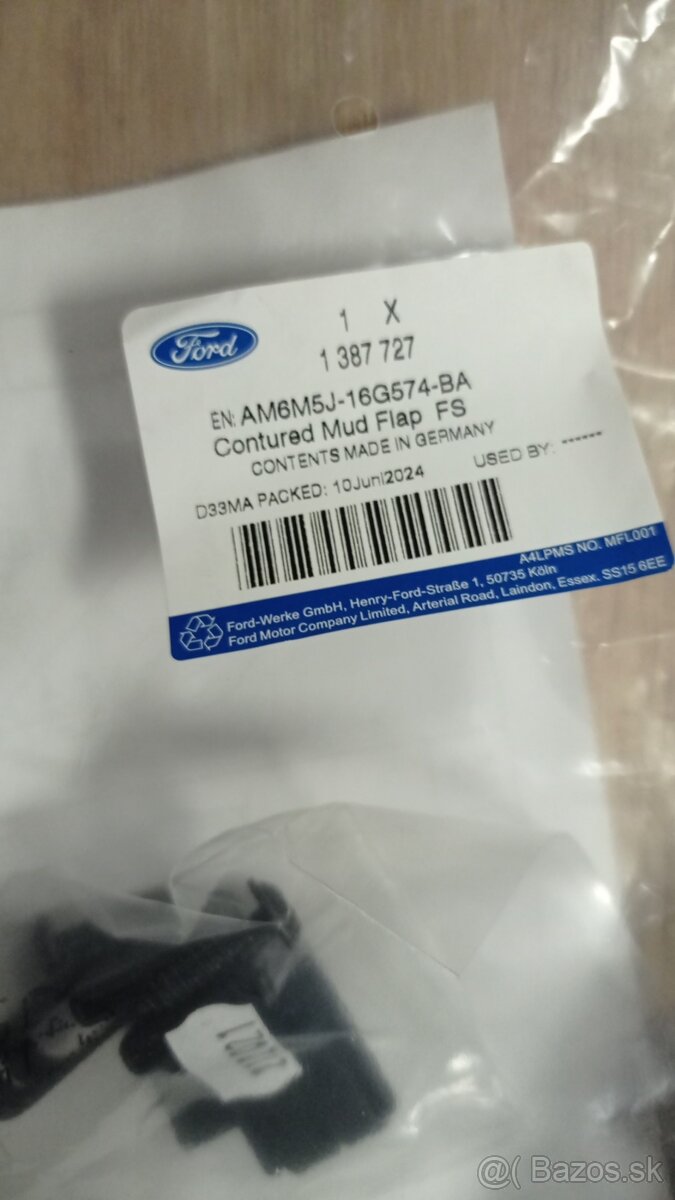 Ford
1 X
1 387 727
EN: AM6M5J-16G574-BA
Contured Mud Flap FS
CONTENTS MADE IN GERMANY
D33MA PACKED: 10Juni2024 USED BY: ------
A4LPMS NO. MFL001
Ford-Werke GmbH, Henry-Ford-Straße 1, 50735 Köln
Ford Motor Company Limited, Arterial Road, Laindon, Essex. SS15 6EE
@( Bazos.sk